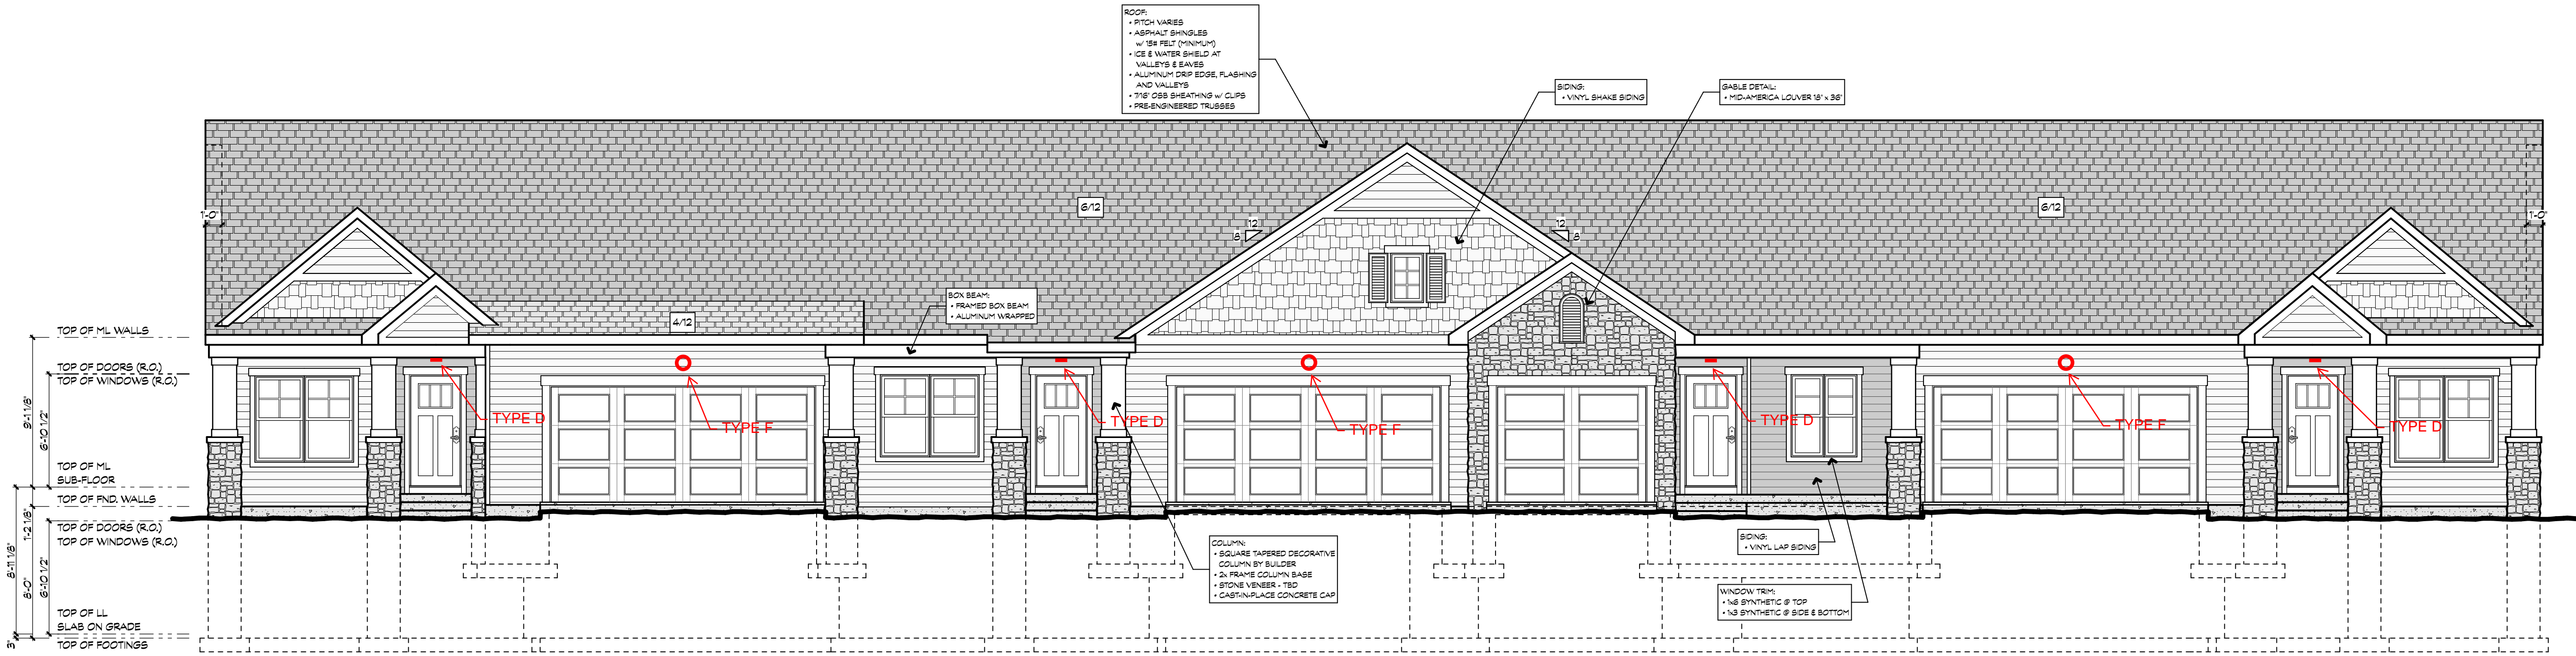 ROOF:
• PITCH VARIES
• ASPHALT SHINGLES
w/ 15# FELT (MINIMUM)
• ICE & WATER SHIELD AT
VALLEYS & EAVES
• ALUMINUM DRIP EDGE, FLASHING
AND VALLEYS
• 7/16" OSB SHEATHING w/ CLIPS
• PRE-ENGINEERED TRUSSES
SIDING:
• VINYL SHAKE SIDING
GABLE DETAIL:
• MID-AMERICA LOUVER 18" x 36"
1'-0"
6/12
12
8
12
8
6/12
1'-0"
BOX BEAM:
• FRAMED BOX BEAM
• ALUMINUM WRAPPED
4/12
TOP OF ML WALLS
TOP OF DOORS (R.O.)
TOP OF WINDOWS (R.O.)
9'-1 1/8"
6'-10 1/2"
TYPE D
TYPE F
TYPE D
TYPE F
TYPE D
TYPE F
TYPE D
TOP OF ML
SUB-FLOOR
TOP OF FND. WALLS
1'-2 1/8"
TOP OF DOORS (R.O.)
TOP OF WINDOWS (R.O.)
8'-11 1/8"
8'-0"
6'-10 1/2"
COLUMN:
• SQUARE TAPERED DECORATIVE
COLUMN BY BUILDER
• 2x FRAME COLUMN BASE
• STONE VENEER - TBD
• CAST-IN-PLACE CONCRETE CAP
SIDING:
• VINYL LAP SIDING
WINDOW TRIM:
• 1x6 SYNTHETIC @ TOP
• 1x3 SYNTHETIC @ SIDE & BOTTOM
TOP OF LL
SLAB ON GRADE
3"
TOP OF FOOTINGS